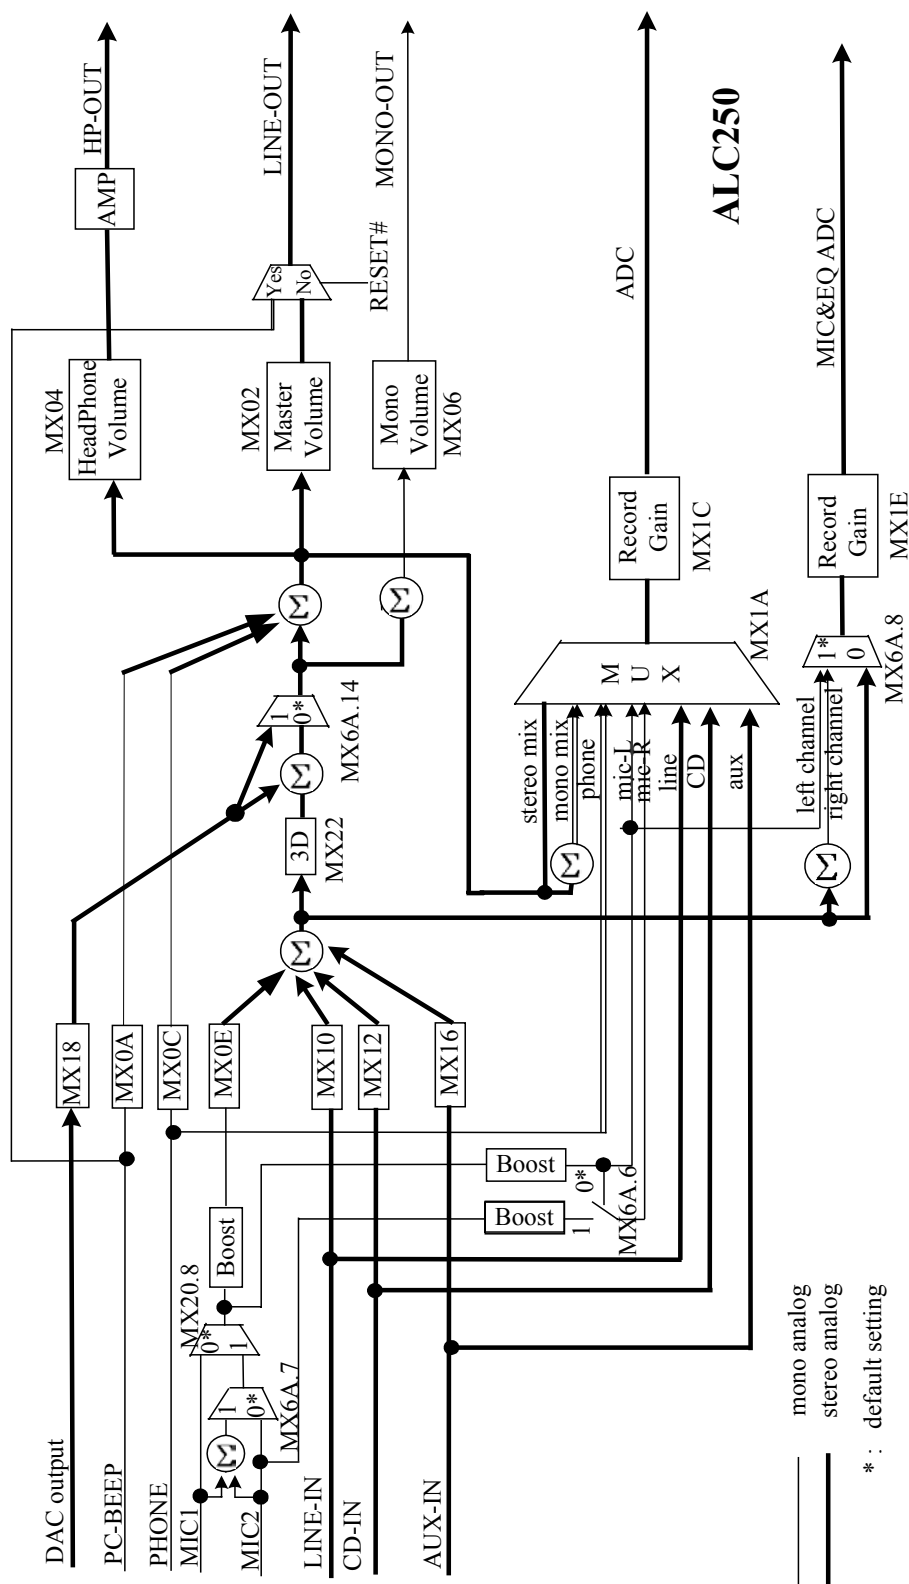 DAC output
PC-BEEP
PHONE
MIC1
MIC2
LINE-IN
CD-IN
AUX-IN
Σ
1
0*
MX6A.7
MX20.8
0*
1
Boost
Boost
Boost
0*
1
MX6A.6
MX18
MX0A
MX0C
MX0E
MX10
MX12
MX16
Σ
3D
MX22
Σ
1
0*
MX6A.14
Σ
Σ
MX04
HeadPhone
Volume
MX02
Master
Volume
Mono
Volume
MX06
Yes
No
RESET#
AMP
HP-OUT
LINE-OUT
MONO-OUT
stereo mix
mono mix
phone
mic-L
mic-R
line
CD
aux
Σ
M
U
X
MX1A
Record
Gain
MX1C
ADC
left channel
right channel
Σ
1*
0
MX6A.8
Record
Gain
MX1E
MIC&EQ ADC
ALC250
mono analog
stereo analog
* : default setting